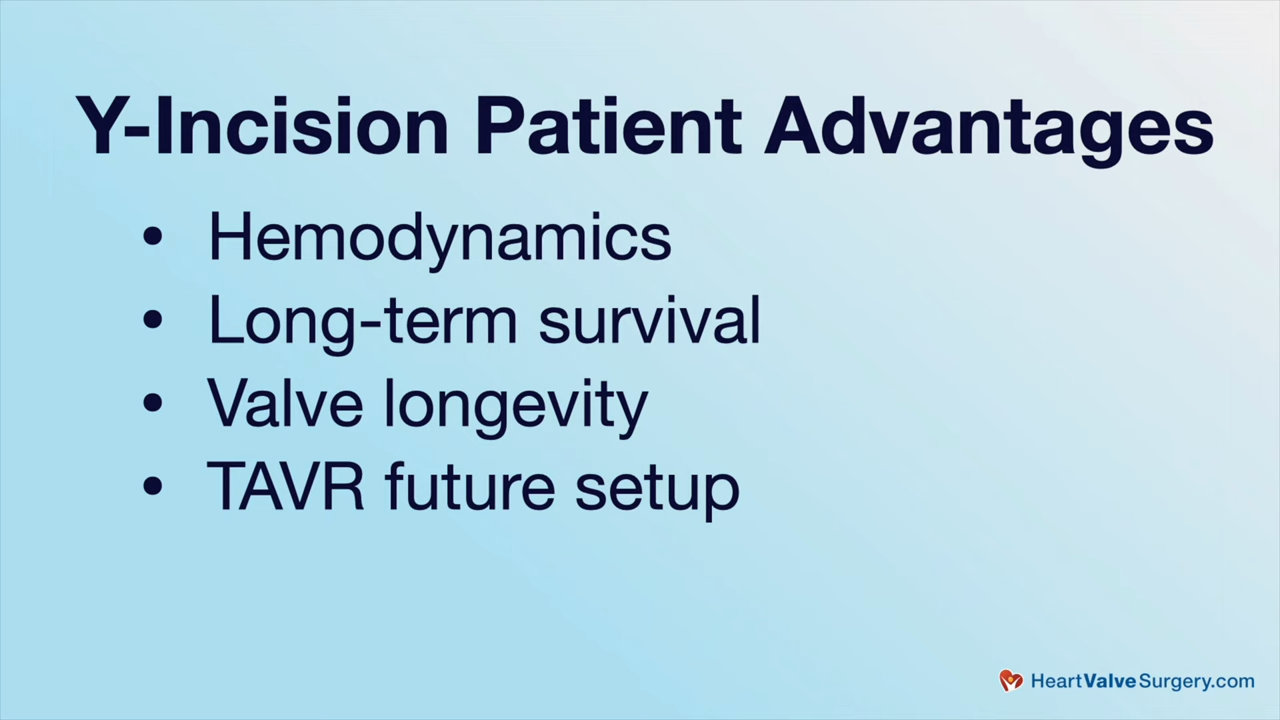 Y-Incision Patient Advantages
• Hemodynamics
• Long-term survival
• Valve longevity
• TAVR future setup
HeartValveSurgery.com